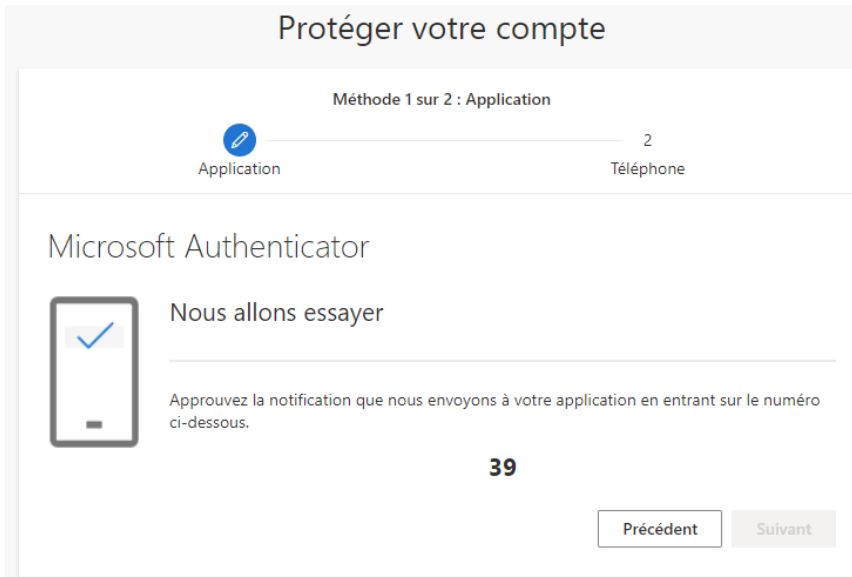 Protéger votre compte
Méthode 1 sur 2 : Application
2
Application
Téléphone
Microsoft Authenticator
Nous allons essayer
Approuvez la notification que nous envoyons à votre application en entrant sur le numéro
ci-dessous.
39
Précédent
Suivant